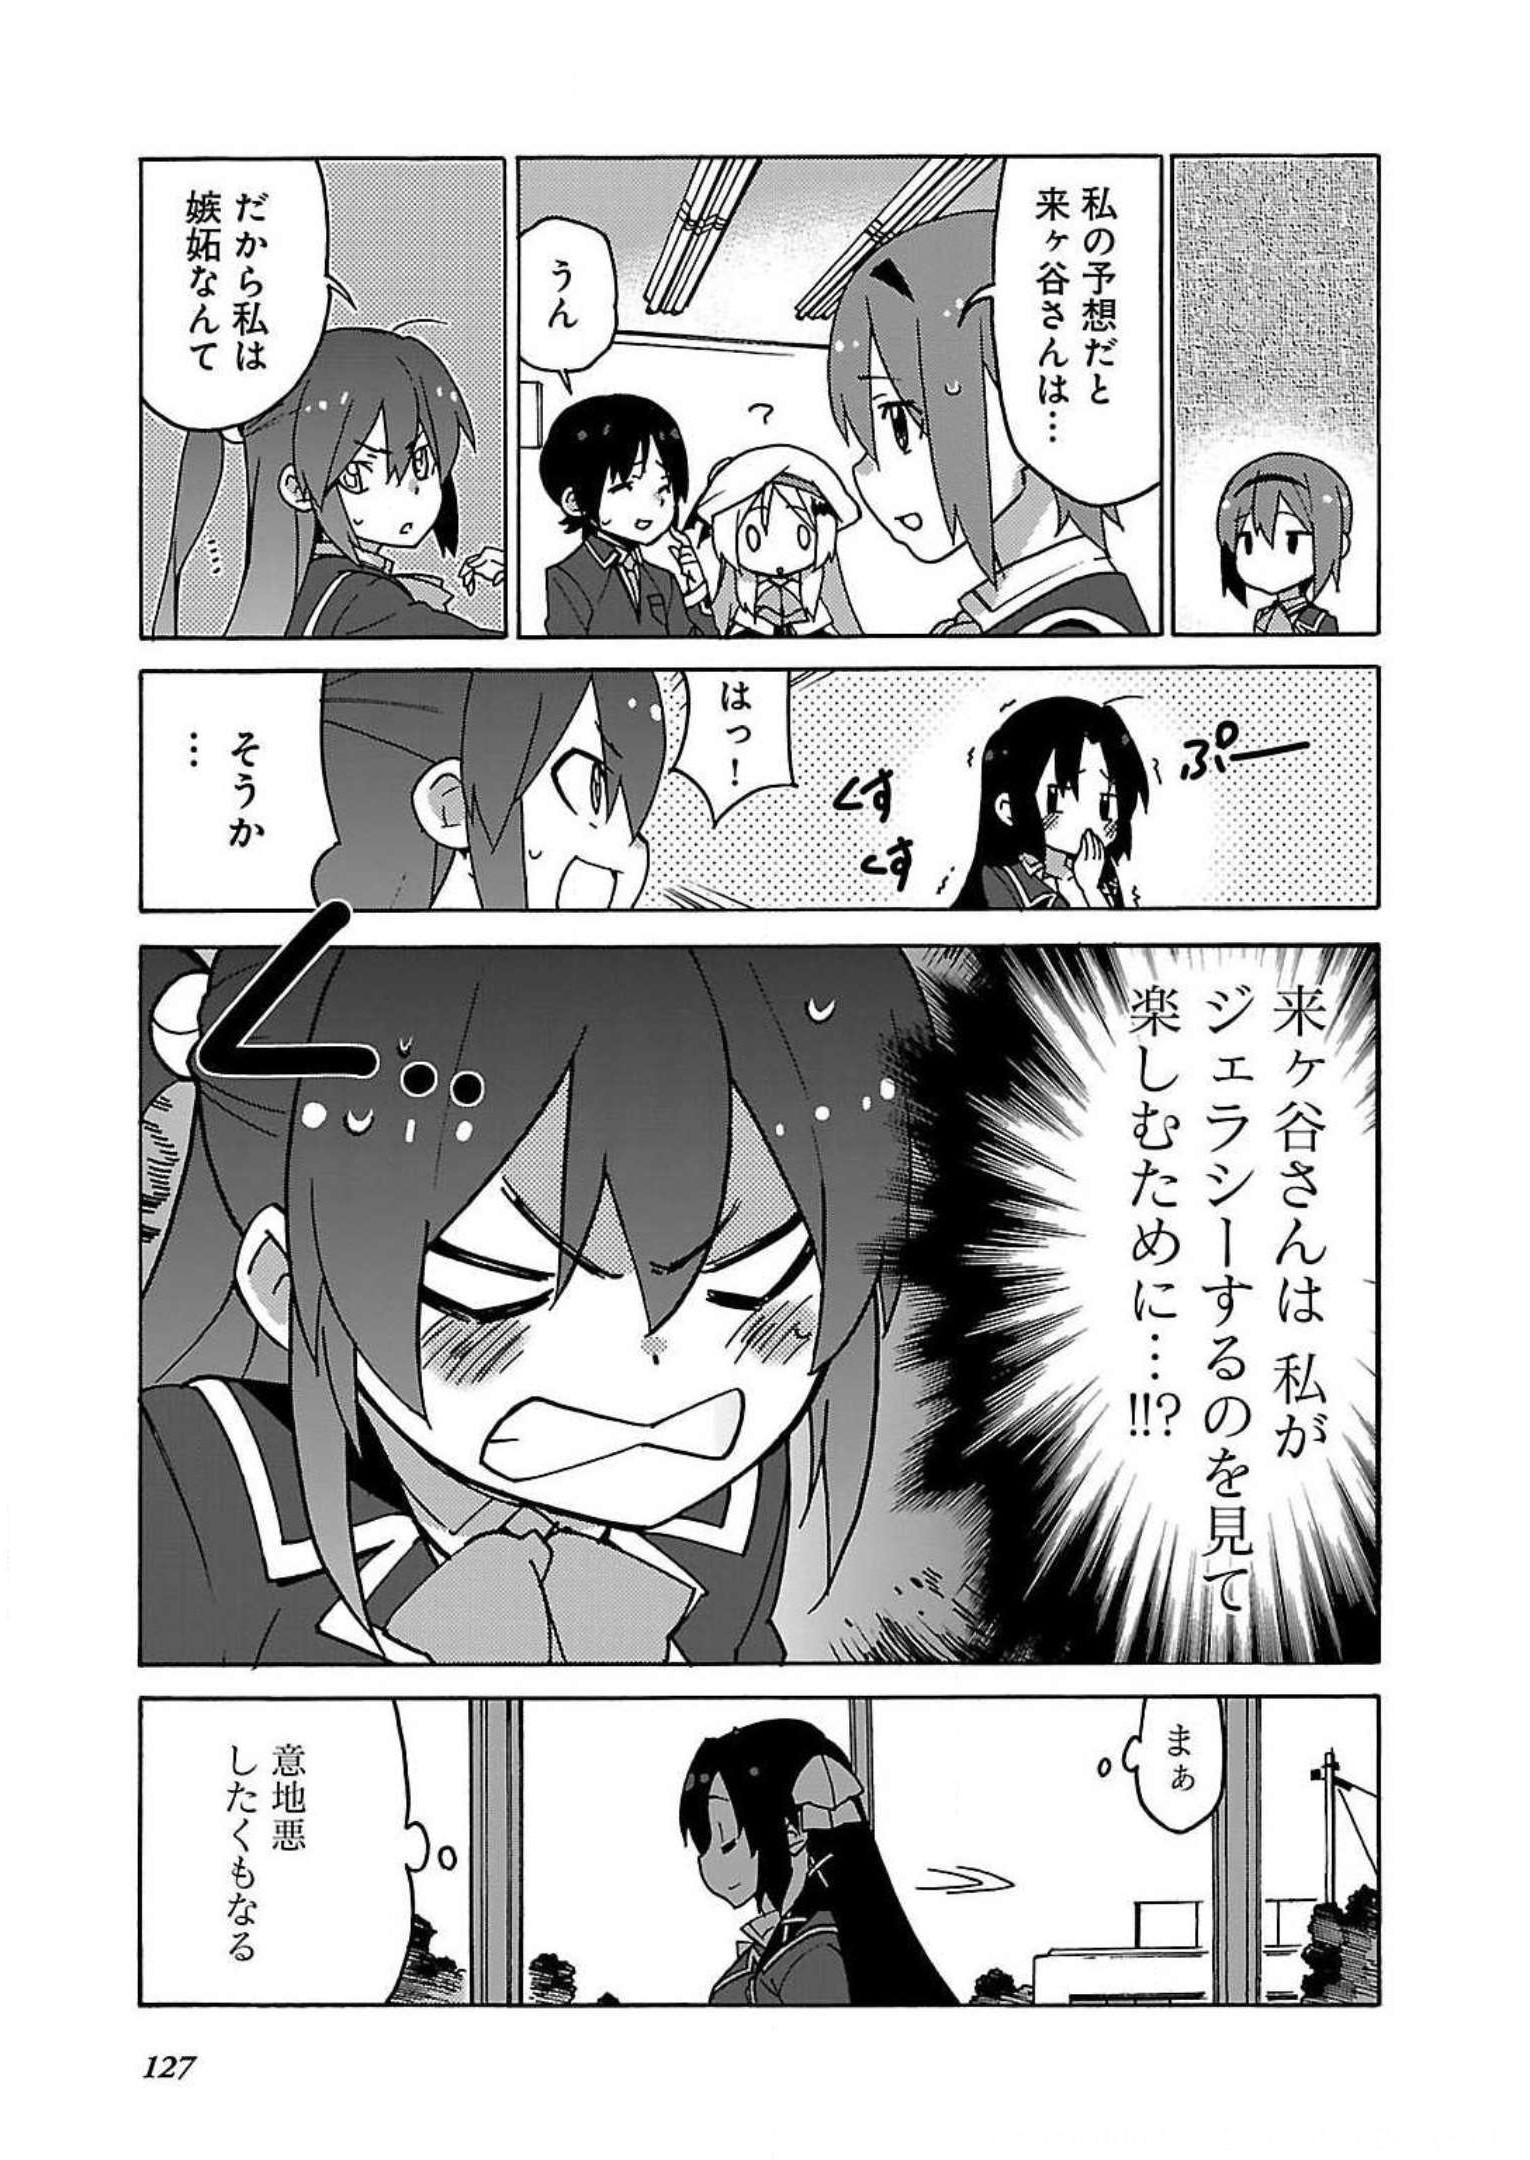 私の予想だと
来ヶ谷さんは…
うん
?
だから私は
嫉妬なんて
ぷー
くす
くす
はっ!
そうか
…
来ヶ谷さんは 私が
ジェラシーするのを見て
楽しむために…!!?
く…
まぁ
意地悪
したくもなる
127